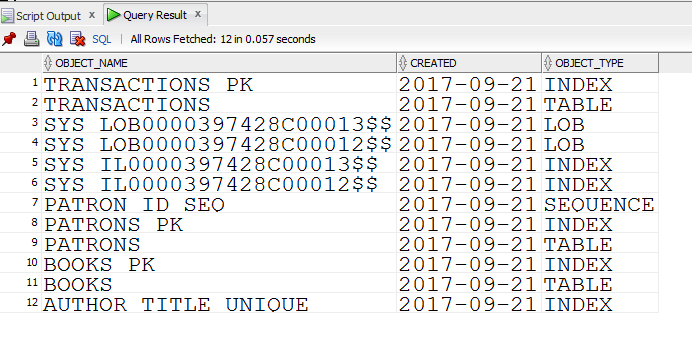 Script Output × Query Result ×
SQL | All Rows Fetched: 12 in 0.057 seconds
OBJECT_NAME CREATED OBJECT_TYPE
1 TRANSACTIONS PK 2017-09-21 INDEX
2 TRANSACTIONS 2017-09-21 TABLE
3 SYS LOB0000397428C00013$$ 2017-09-21 LOB
4 SYS LOB0000397428C00012$$ 2017-09-21 LOB
5 SYS IL0000397428C00013$$ 2017-09-21 INDEX
6 SYS IL0000397428C00012$$ 2017-09-21 INDEX
7 PATRON ID SEQ 2017-09-21 SEQUENCE
8 PATRONS PK 2017-09-21 INDEX
9 PATRONS 2017-09-21 TABLE
10 BOOKS PK 2017-09-21 INDEX
11 BOOKS 2017-09-21 TABLE
12 AUTHOR TITLE UNIQUE 2017-09-21 INDEX